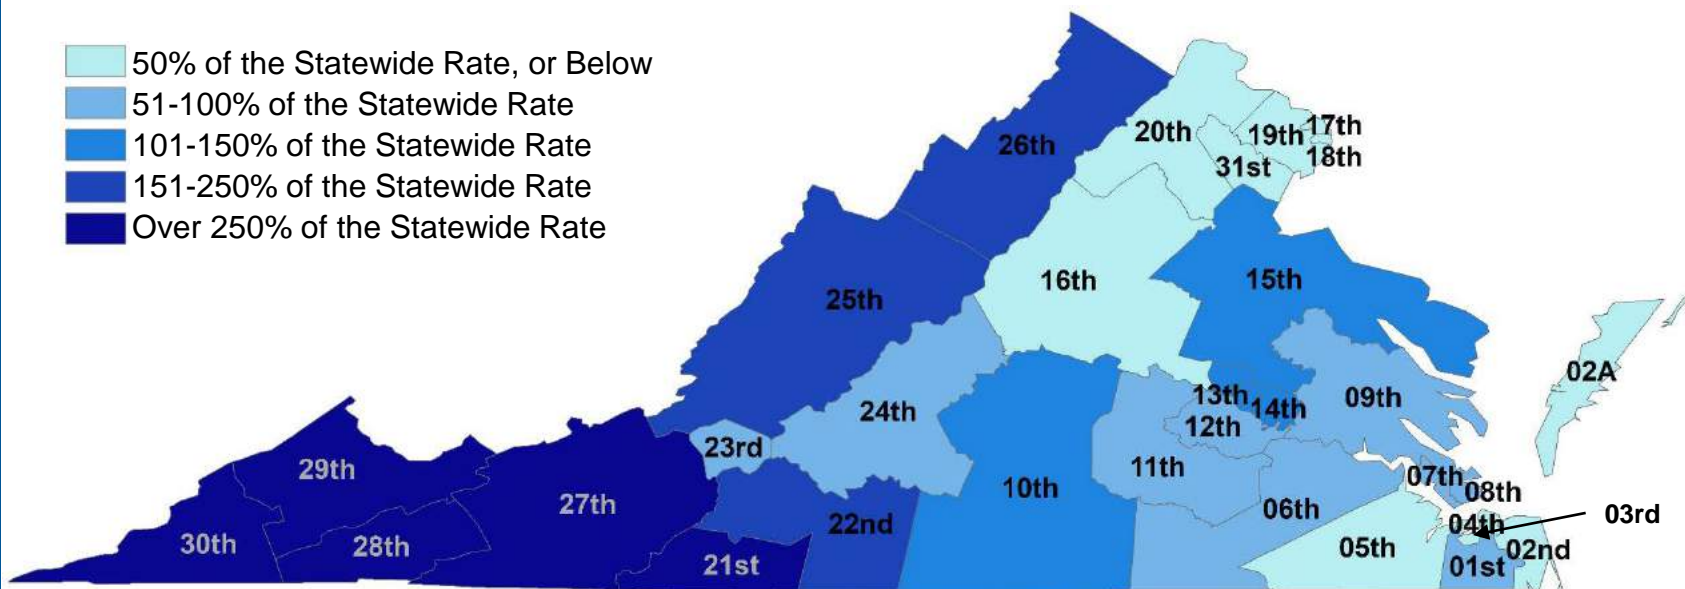 50% of the Statewide Rate, or Below
51-100% of the Statewide Rate
101-150% of the Statewide Rate
151-250% of the Statewide Rate
Over 250% of the Statewide Rate
26th
20th
19th
17th
18th
31st
16th
15th
25th
02A
24th
13th
14th
09th
12th
23rd
29th
11th
07th
08th
10th
27th
06th
22nd
04th
03rd
30th
28th
05th
02nd
21st
01st